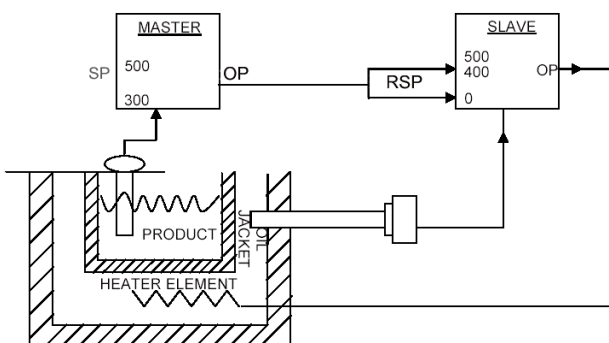 MASTER
SP
500
300
OP
RSP
SLAVE
500
400
0
OP
PRODUCT
OIL
JACKET
HEATER ELEMENT